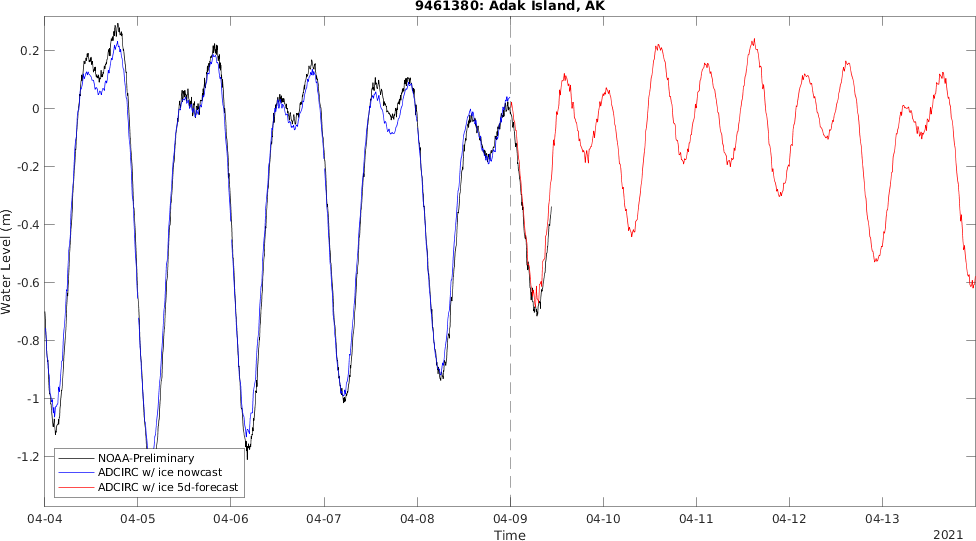 9461380: Adak Island, AK
Water Level (m)
0.2
0
-0.2
-0.4
-0.6
-0.8
-1
-1.2
NOAA-Preliminary
ADCIRC w/ ice nowcast
ADCIRC w/ ice 5d-forecast
04-04 04-05 04-06 04-07 04-08 04-09 04-10 04-11 04-12 04-13
Time
2021